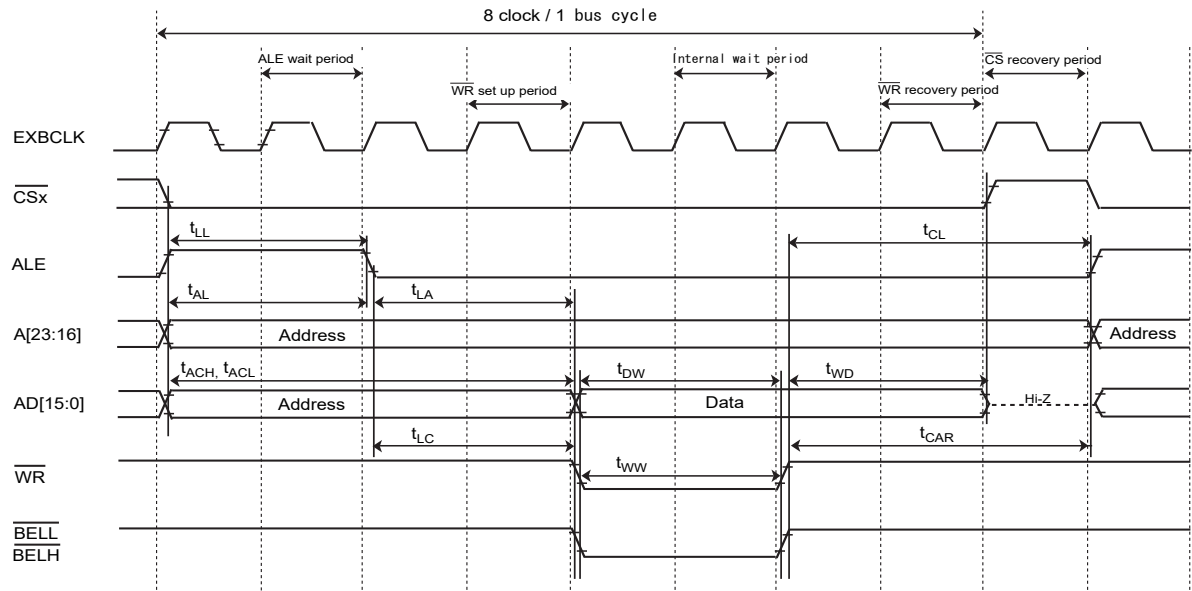 8 clock / 1 bus cycle
ALE wait period
Internal wait period
CS recovery period
WR set up period
WR recovery period
EXBCLK
CSx
tLL
tCL
ALE
tAL
tLA
A[23:16]
Address
Address
tACH, tACL
tDW
tWD
AD[15:0]
Address
Data
Hi-Z
tLC
tCAR
WR
tWW
BELL
BELH